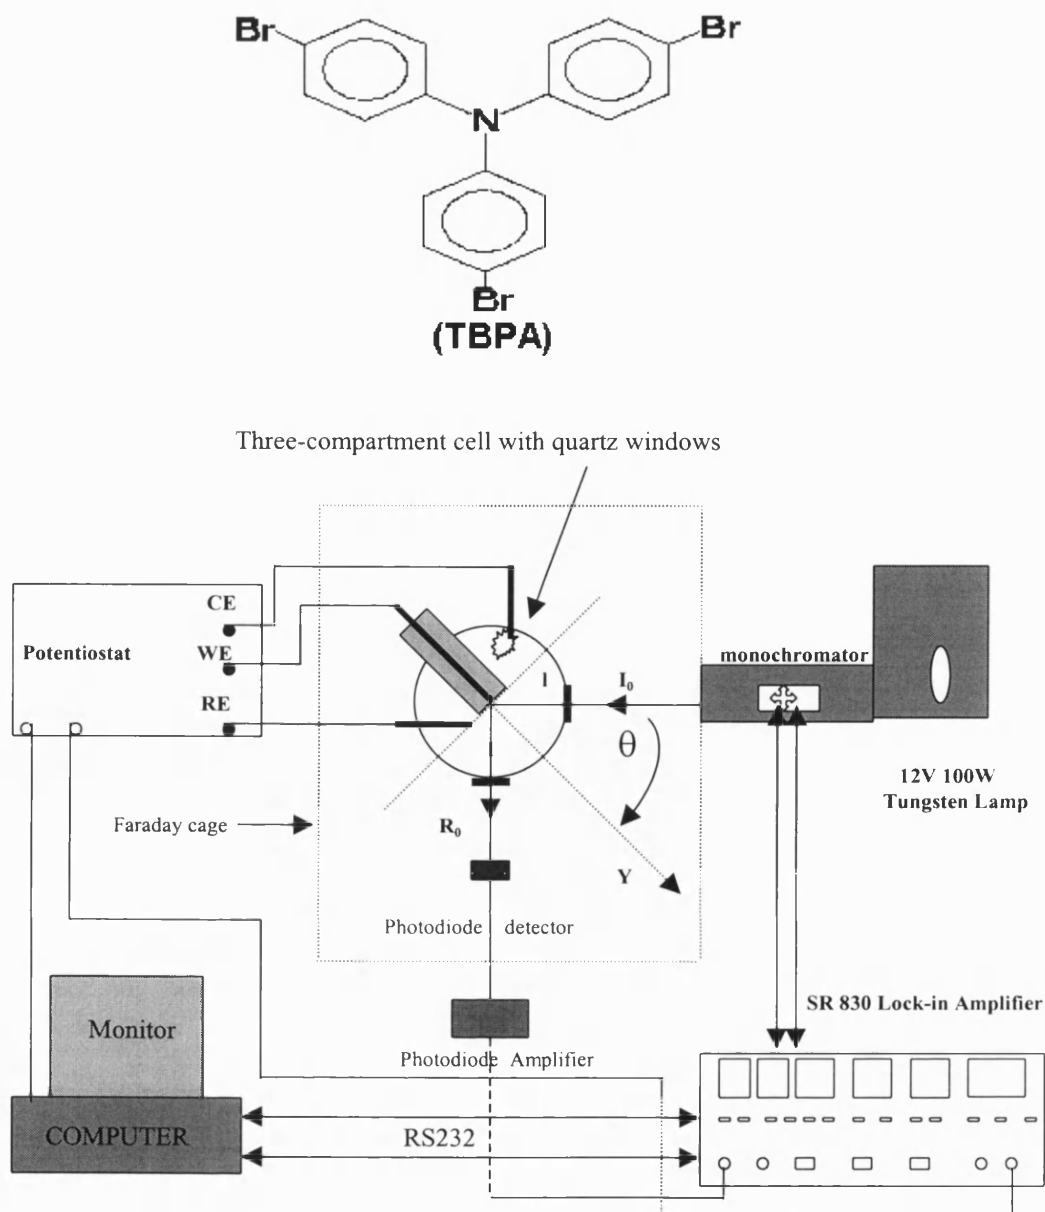 Br
Br
N
Br
(TBPA)
Three-compartment cell with quartz windows
CE
Potentiostat
WE
RE
I
I₀
θ
monochromator
12V 100W
Tungsten Lamp
Faraday cage
R₀
Y
Photodiode detector
SR 830 Lock-in Amplifier
Monitor
Photodiode Amplifier
COMPUTER
RS232